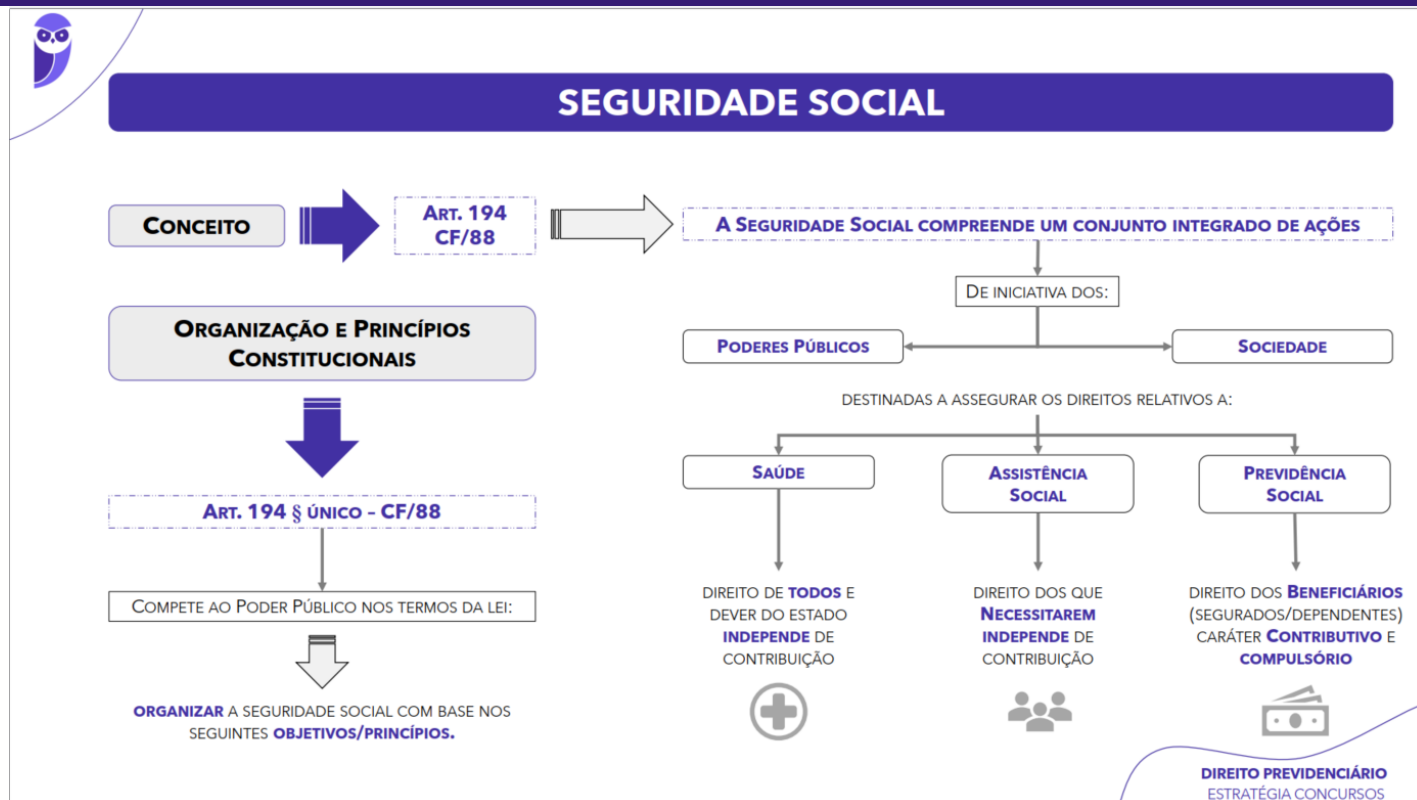 SEGURIDADE SOCIAL
CONCEITO
ART. 194
CF/88
A SEGURIDADE SOCIAL COMPREENDE UM CONJUNTO INTEGRADO DE AÇÕES
DE INICIATIVA DOS:
PODERES PÚBLICOS
SOCIEDADE
DESTINADAS A ASSEGURAR OS DIREITOS RELATIVOS A:
SAÚDE
ASSISTÊNCIA
SOCIAL
PREVIDÊNCIA
SOCIAL
DIREITO DE TODOS E
DEVER DO ESTADO
INDEPENDE DE
CONTRIBUIÇÃO
DIREITO DOS QUE
NECESSITAREM
INDEPENDE DE
CONTRIBUIÇÃO
DIREITO DOS BENEFICIÁRIOS
(SEGURADOS/DEPENDENTES)
CARÁTER CONTRIBUTIVO E
COMPULSÓRIO
ORGANIZAÇÃO E PRINCÍPIOS
CONSTITUCIONAIS
ART. 194 § ÚNICO - CF/88
COMPETE AO PODER PÚBLICO NOS TERMOS DA LEI:
ORGANIZAR A SEGURIDADE SOCIAL COM BASE NOS
SEGUINTES OBJETIVOS/PRINCÍPIOS.
DIREITO PREVIDENCIÁRIO
ESTRATÉGIA CONCURSOS